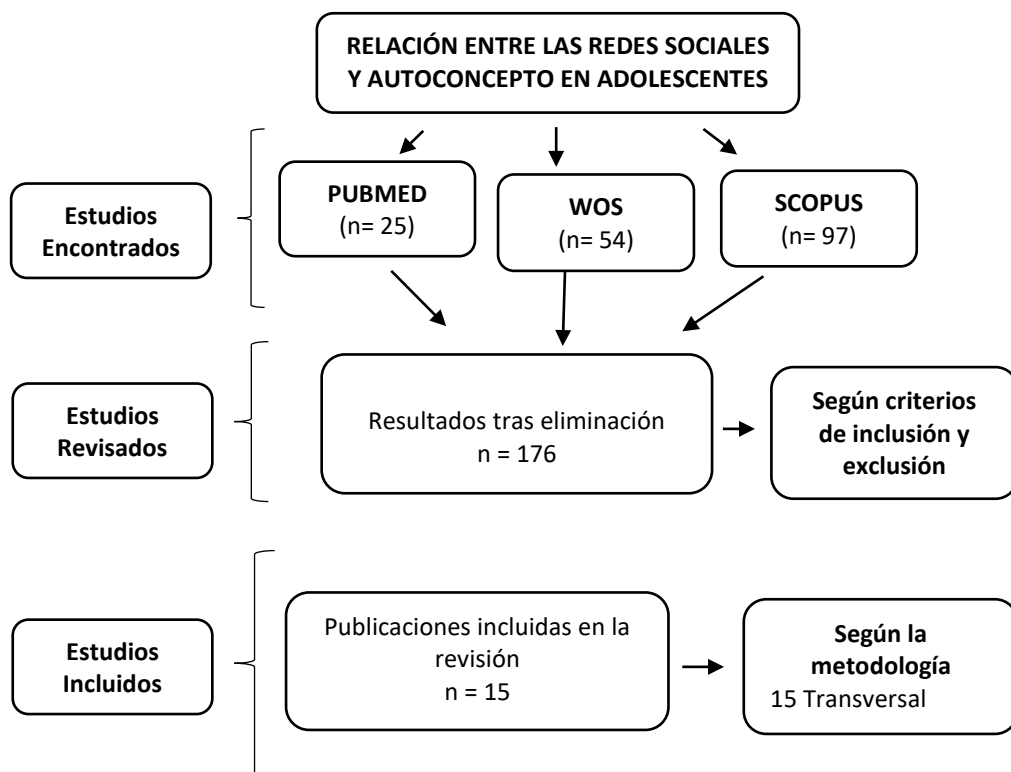 RELACIÓN ENTRE LAS REDES SOCIALES
Y AUTOCONCEPTO EN ADOLESCENTES
Estudios
Encontrados
PUBMED
(n= 25)
WOS
(n= 54)
SCOPUS
(n= 97)
Estudios
Revisados
Resultados tras eliminación
n = 176
Según criterios
de inclusión y
exclusión
Estudios
Incluidos
Publicaciones incluidas en la
revisión
n = 15
Según la
metodología
15 Transversal